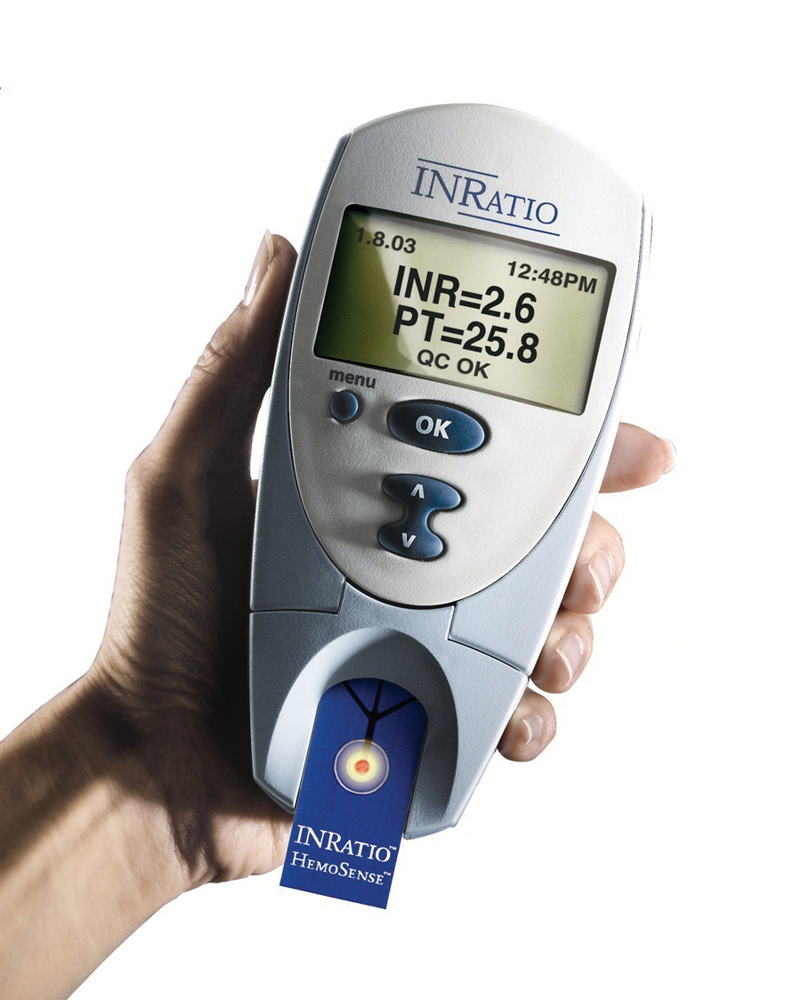 INRATIO
1.8.03
12:48PM
INR=2.6
PT=25.8
QC OK
menu
OK
∧
∨
INRATIO™
HEMOSENSE™